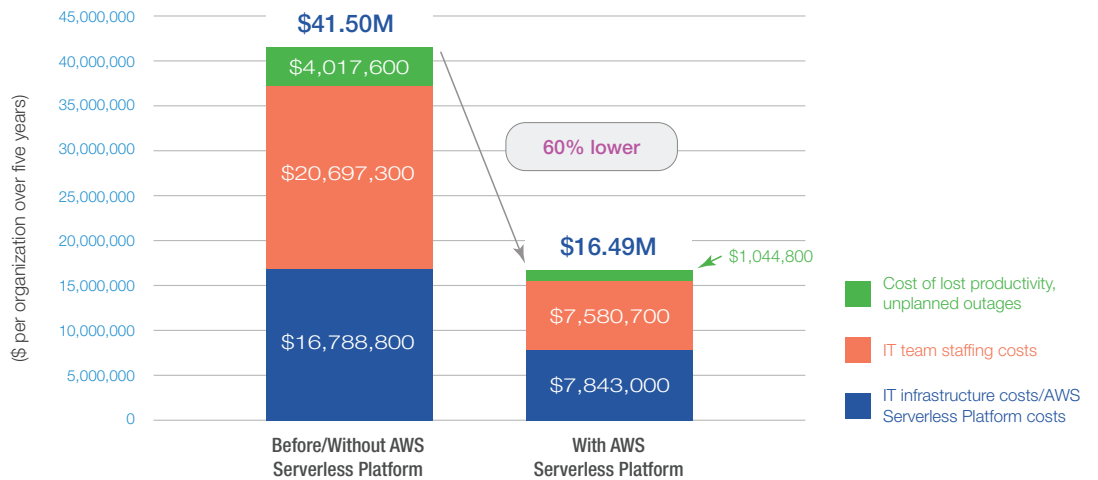 ($ per organization over five years)
45,000,000
40,000,000
35,000,000
30,000,000
25,000,000
20,000,000
15,000,000
10,000,000
5,000,000
0
$41.50M
$4,017,600
$20,697,300
$16,788,800
60% lower
$16.49M
$1,044,800
$7,580,700
$7,843,000
Before/Without AWS
Serverless Platform
With AWS
Serverless Platform
Cost of lost productivity,
unplanned outages
IT team staffing costs
IT infrastructure costs/AWS
Serverless Platform costs